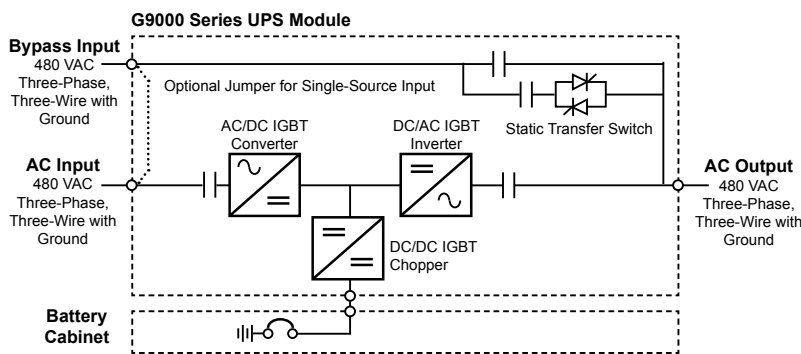 G9000 Series UPS Module
Bypass Input
480 VAC
Three-Phase,
Three-Wire with
Ground
Optional Jumper for Single-Source Input
Static Transfer Switch
AC/DC IGBT
Converter
DC/AC IGBT
Inverter
AC Input
480 VAC
Three-Phase,
Three-Wire with
Ground
AC Output
480 VAC
Three-Phase,
Three-Wire with
Ground
DC/DC IGBT
Chopper
Battery
Cabinet